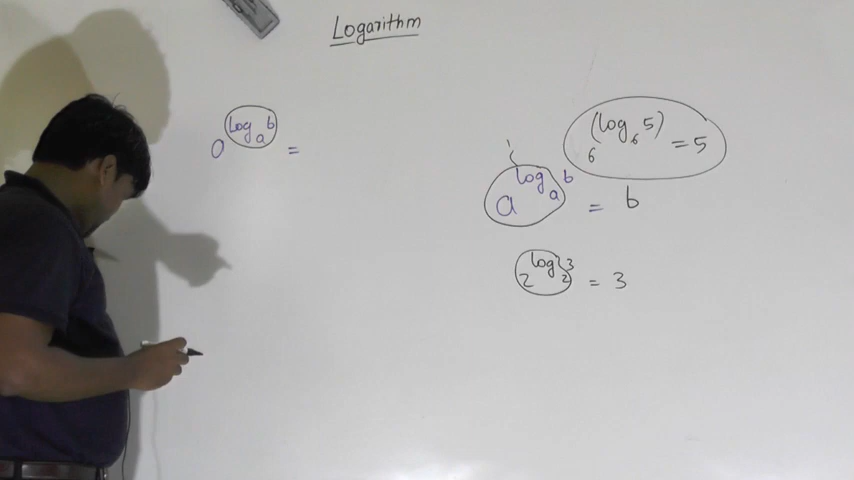 Logarithm
a^(log_a b) =
6^(log_6 5) = 5
a^(log_a b) = b
2^(log_2 3) = 3